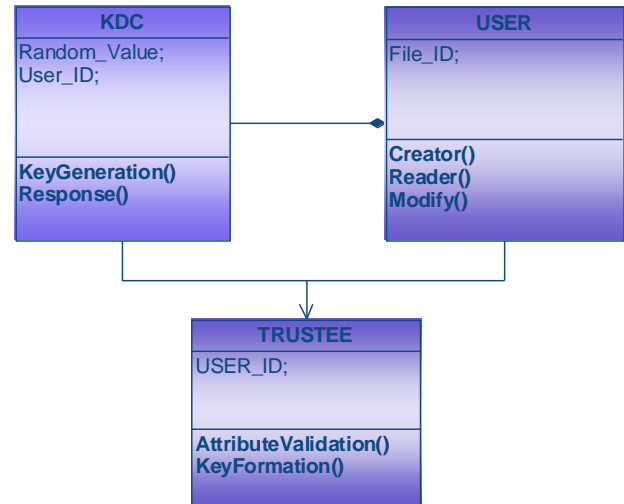 KDC
Random_Value;
User_ID;
KeyGeneration()
Response()
USER
File_ID;
Creator()
Reader()
Modify()
TRUSTEE
USER_ID;
AttributeValidation()
KeyFormation()